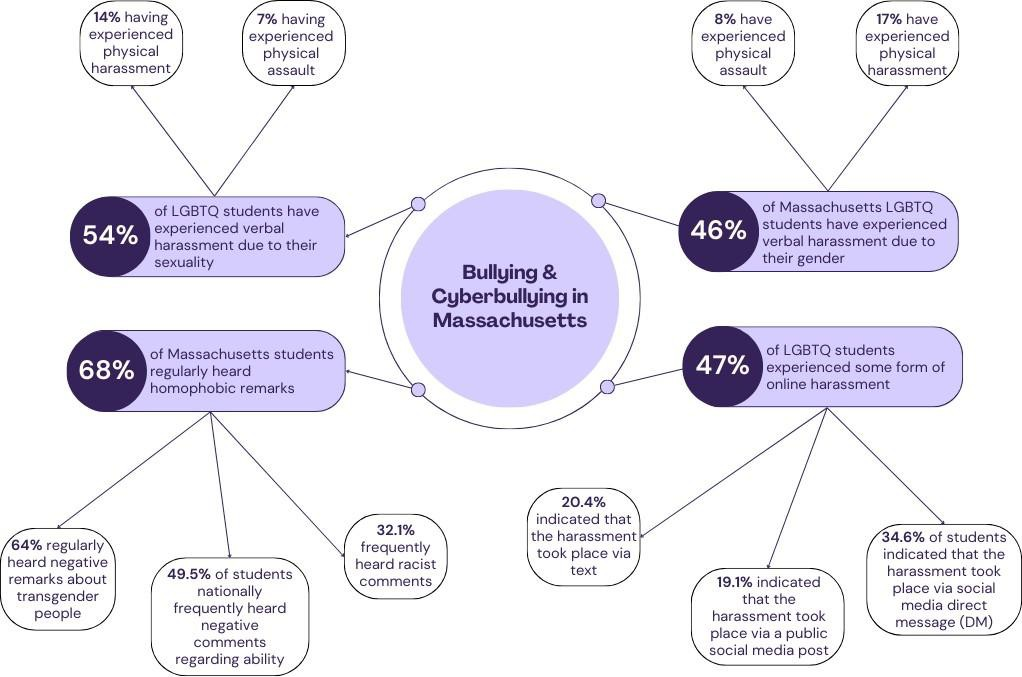 14% having
experienced
physical
harassment
7% having
experienced
physical
assault
8% have
experienced
physical
assault
17% have
experienced
physical
harassment
54%
of LGBTQ students have
experienced verbal
harassment due to their
sexuality
46%
of Massachusetts LGBTQ
students have experienced
verbal harassment due to
their gender
Bullying &
Cyberbullying in
Massachusetts
68%
of Massachusetts students
regularly heard
homophobic remarks
47%
of LGBTQ students
experienced some form of
online harassment
64% regularly
heard negative
remarks about
transgender
people
49.5% of students
nationally
frequently heard
negative
comments
regarding ability
32.1%
frequently
heard racist
comments
20.4%
indicated that
the harassment
took place via
text
19.1% indicated
that the
harassment took
place via a public
social media post
34.6% of students
indicated that the
harassment took
place via social
media direct
message (DM)